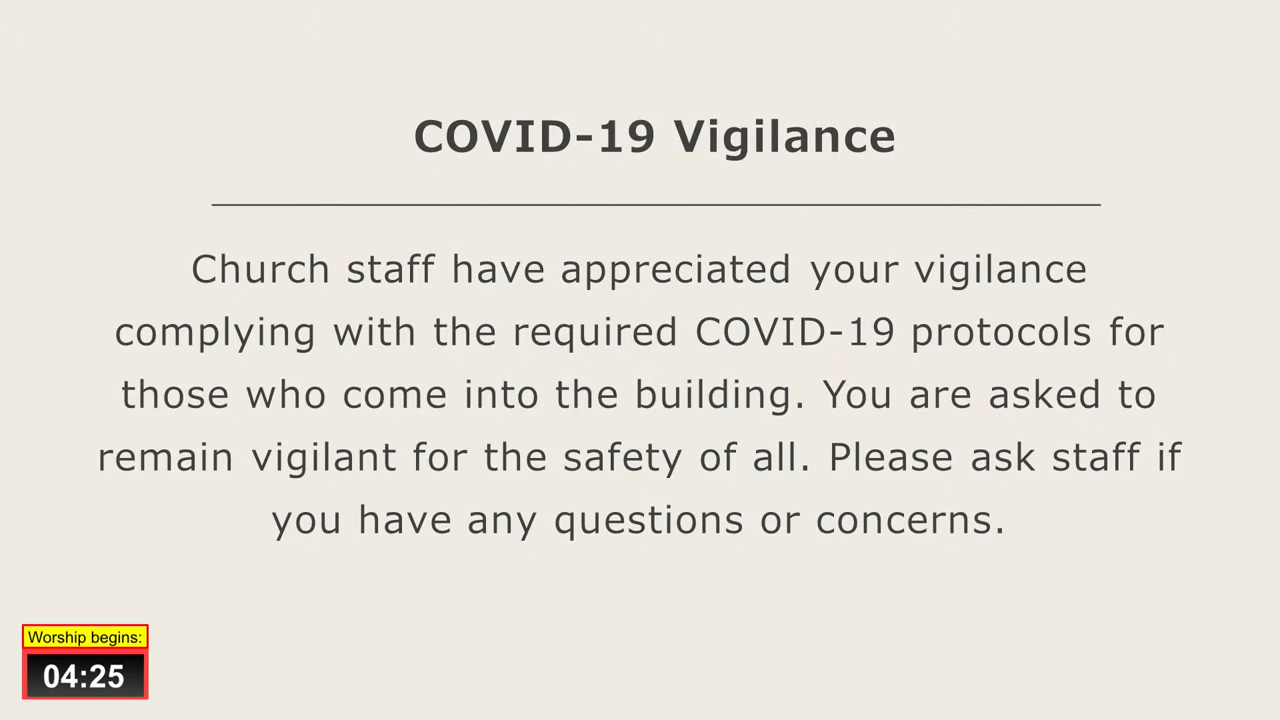 COVID-19 Vigilance
Church staff have appreciated your vigilance
complying with the required COVID-19 protocols for
those who come into the building. You are asked to
remain vigilant for the safety of all. Please ask staff if
you have any questions or concerns.
Worship begins:
04:25